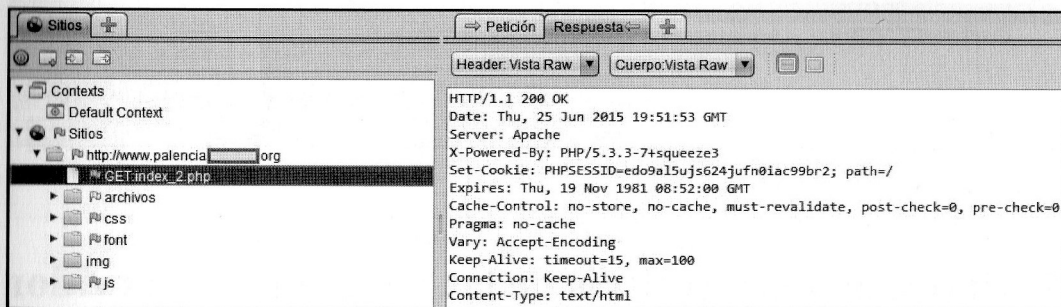 Sitios
Contexts
Default Context
Sitios
http://www.palencia org
GET:index_2.php
archivos
css
font
img
js
Petición
Respuesta
Header: Vista Raw
Cuerpo:Vista Raw
HTTP/1.1 200 OK
Date: Thu, 25 Jun 2015 19:51:53 GMT
Server: Apache
X-Powered-By: PHP/5.3.3-7+squeeze3
Set-Cookie: PHPSESSID=edo9al5ujs624jufn0iac99br2; path=/
Expires: Thu, 19 Nov 1981 08:52:00 GMT
Cache-Control: no-store, no-cache, must-revalidate, post-check=0, pre-check=0
Pragma: no-cache
Vary: Accept-Encoding
Keep-Alive: timeout=15, max=100
Connection: Keep-Alive
Content-Type: text/html